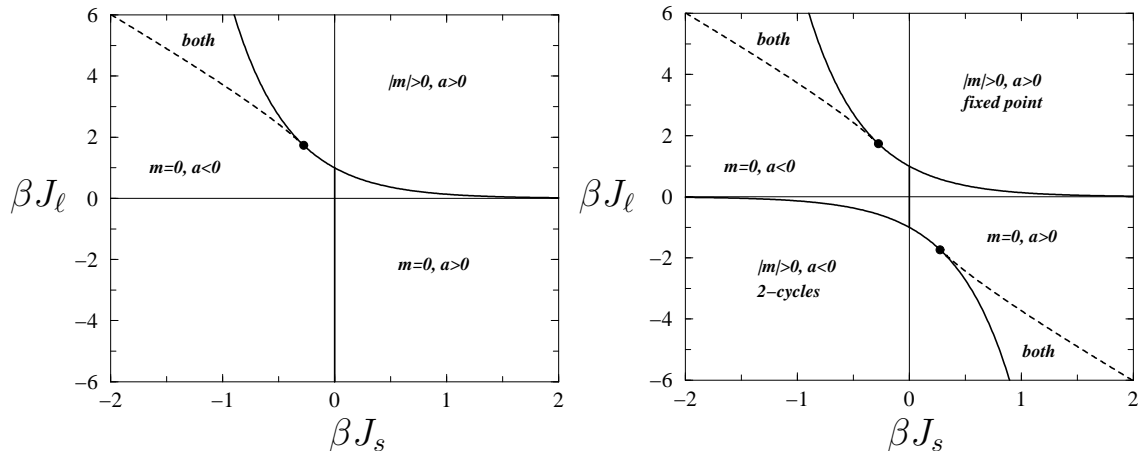 6
4
2
0
−2
−4
−6
βJℓ
both
|m|>0, a>0
m=0, a<0
m=0, a>0
−2
−1
0
1
2
βJs
6
4
2
0
−2
−4
−6
βJℓ
both
|m|>0, a>0
fixed point
m=0, a<0
m=0, a>0
|m|>0, a<0
2−cycles
both
−2
−1
0
1
2
βJs